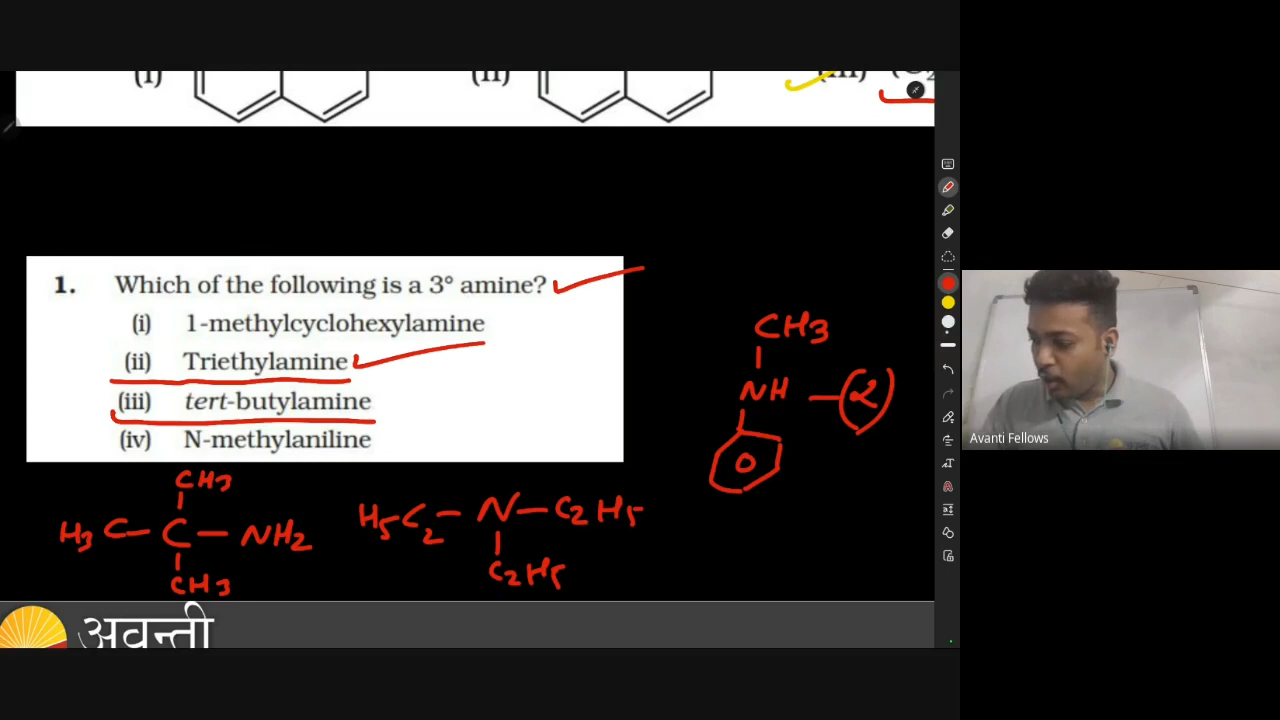 (i)
(ii)
(iii)
1. Which of the following is a 3° amine?
(i) 1-methylcyclohexylamine
(ii) Triethylamine
(iii) tert-butylamine
(iv) N-methylaniline
CH3
NH – (2)
CH3
H3C – C – NH2
CH3
H5C2 – N – C2H5
C2H5
Avanti Fellows
अवन्ती